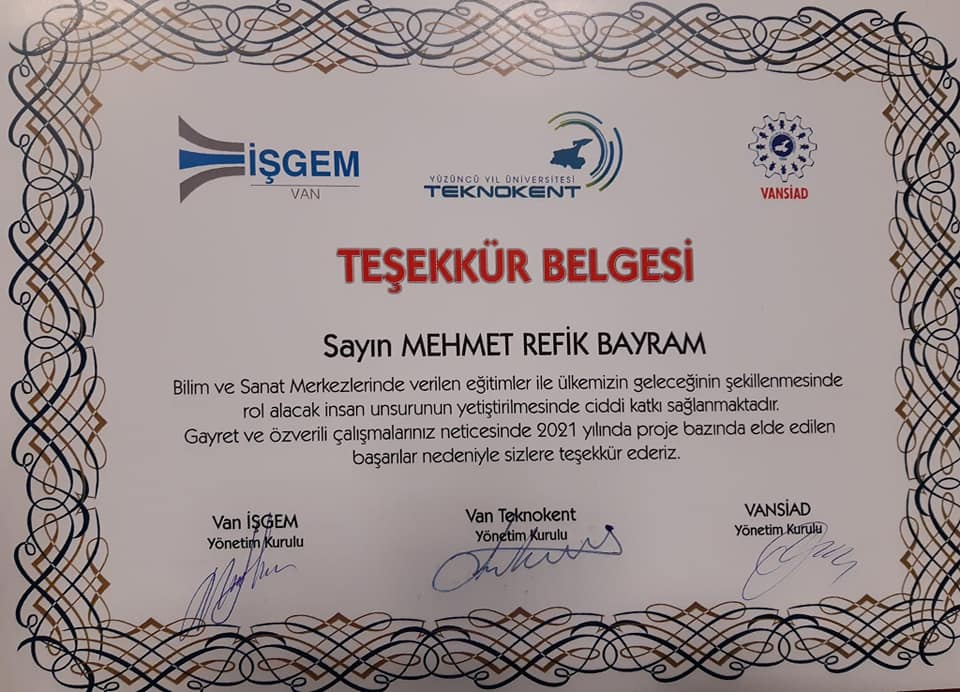 İŞGEM
VAN
YÜZÜNCÜ YIL ÜNİVERSİTESİ
TEKNOKENT
VANSİAD
TEŞEKKÜR BELGESİ
Sayın MEHMET REFİK BAYRAM
Bilim ve Sanat Merkezlerinde verilen eğitimler ile ülkemizin geleceğinin şekillenmesinde
rol alacak insan unsurunun yetiştirilmesinde ciddi katkı sağlanmaktadır.
Gayret ve özverili çalışmalarınız neticesinde 2021 yılında proje bazında elde edilen
başarılar nedeniyle sizlere teşekkür ederiz.
Van İŞGEM
Yönetim Kurulu
Van Teknokent
Yönetim Kurulu
VANSİAD
Yönetim Kurulu